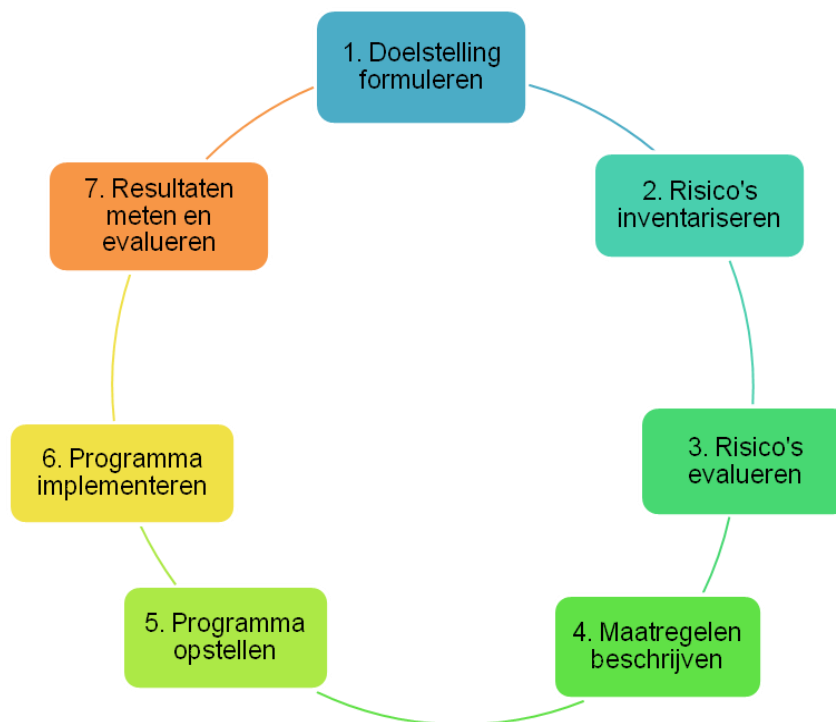 1. Doelstelling
formuleren
2. Risico's
inventariseren
3. Risico's
evalueren
4. Maatregelen
beschrijven
5. Programma
opstellen
6. Programma
implementeren
7. Resultaten
meten en
evalueren